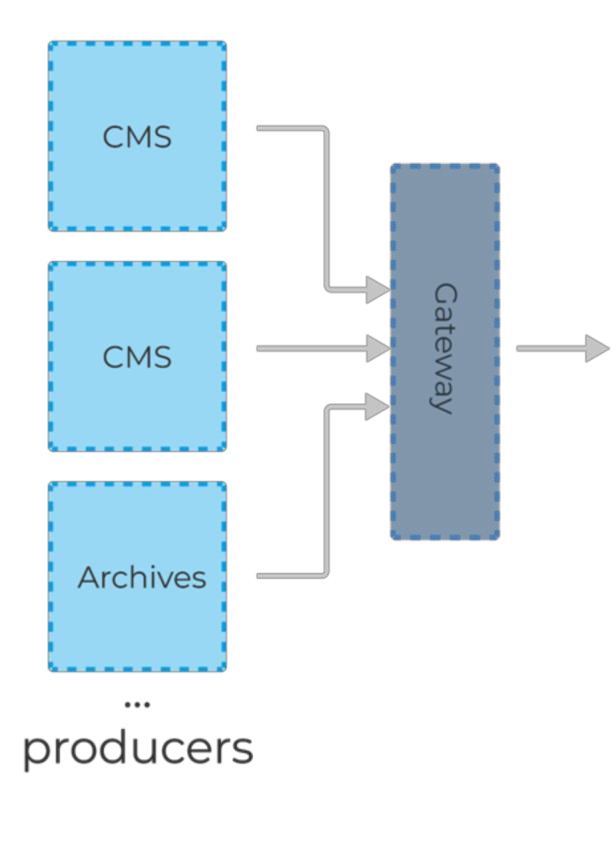 CMS
CMS
Gateway
Archives
...
producers